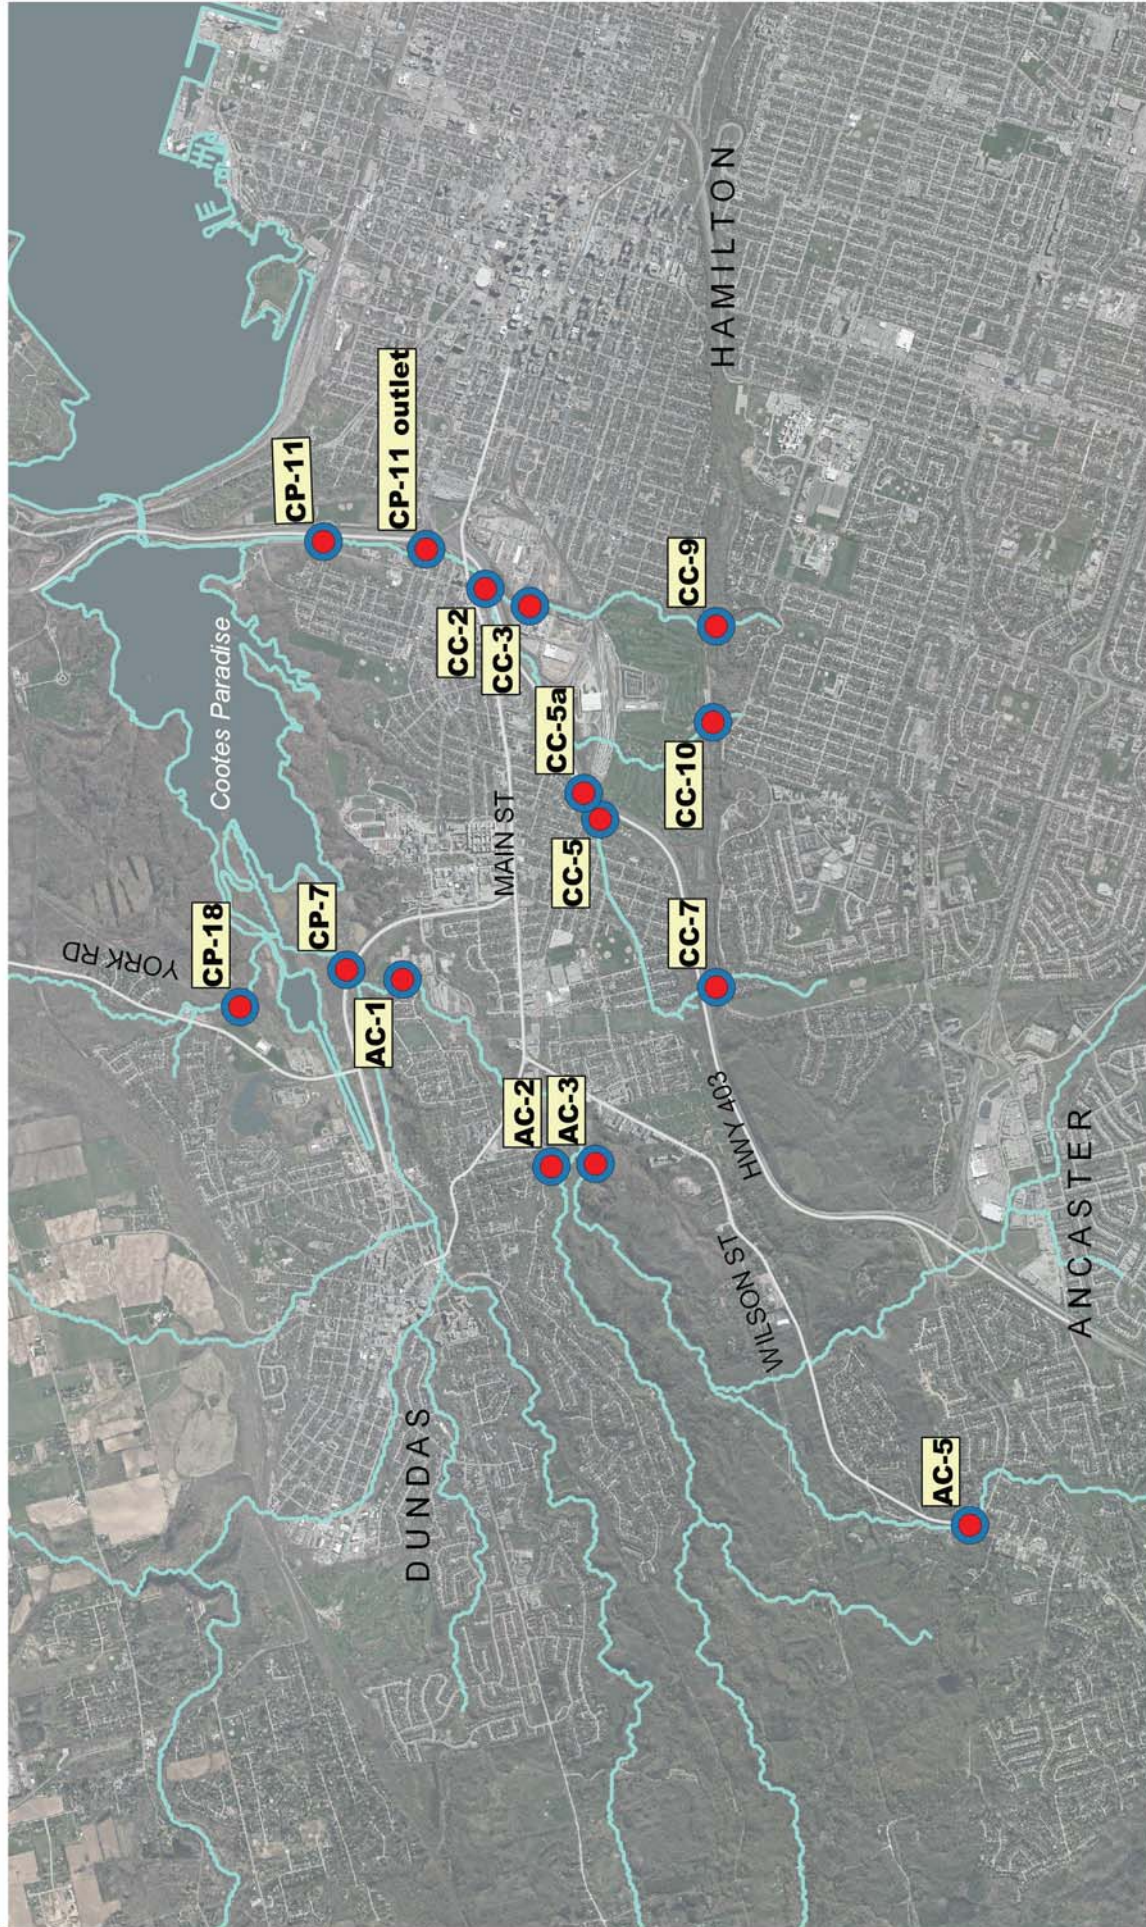 CP-11
CP-11 outlet
CC-2
CC-3
CC-9
HAMILTON
Cootes Paradise
CC-5a
CC-10
MAIN ST
CC-5
CC-7
CP-18
CP-7
YORK RD
AC-1
AC-2
AC-3
HWY 403
WILSON ST
ANCASTER
DUNDAS
AC-5